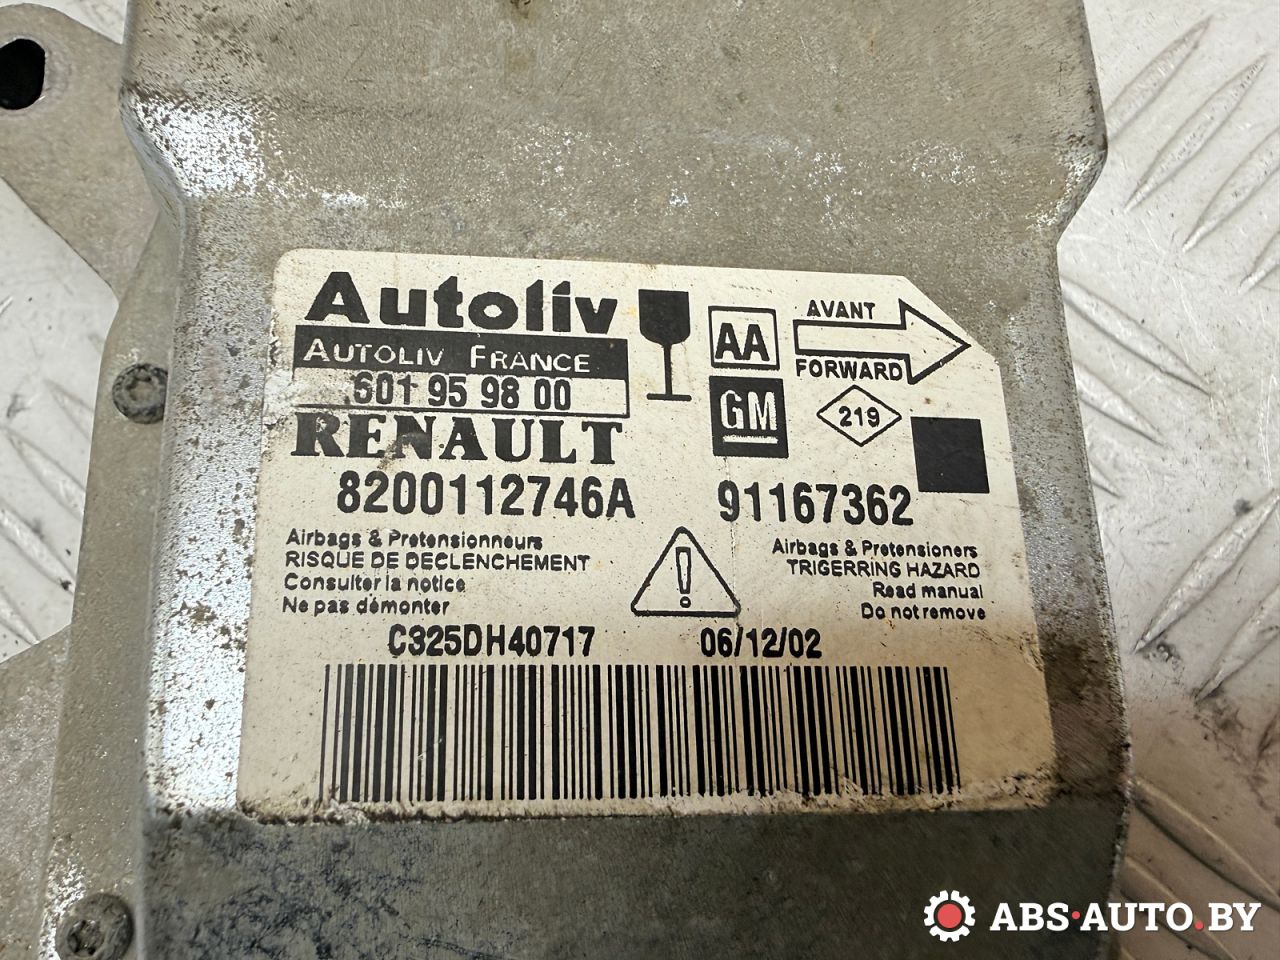 Autoliv
AUTOLIV FRANCE
601 95 98 00
RENAULT
8200112746A
AA
GM
AVANT
FORWARD
219
91167362
Airbags & Pretensionneurs
RISQUE DE DECLENCHEMENT
Consulter la notice
Ne pas démonter
Airbags & Pretensioners
TRIGERRING HAZARD
Read manual
Do not remove
C325DH40717 06/12/02
ABS·AUTO.BY